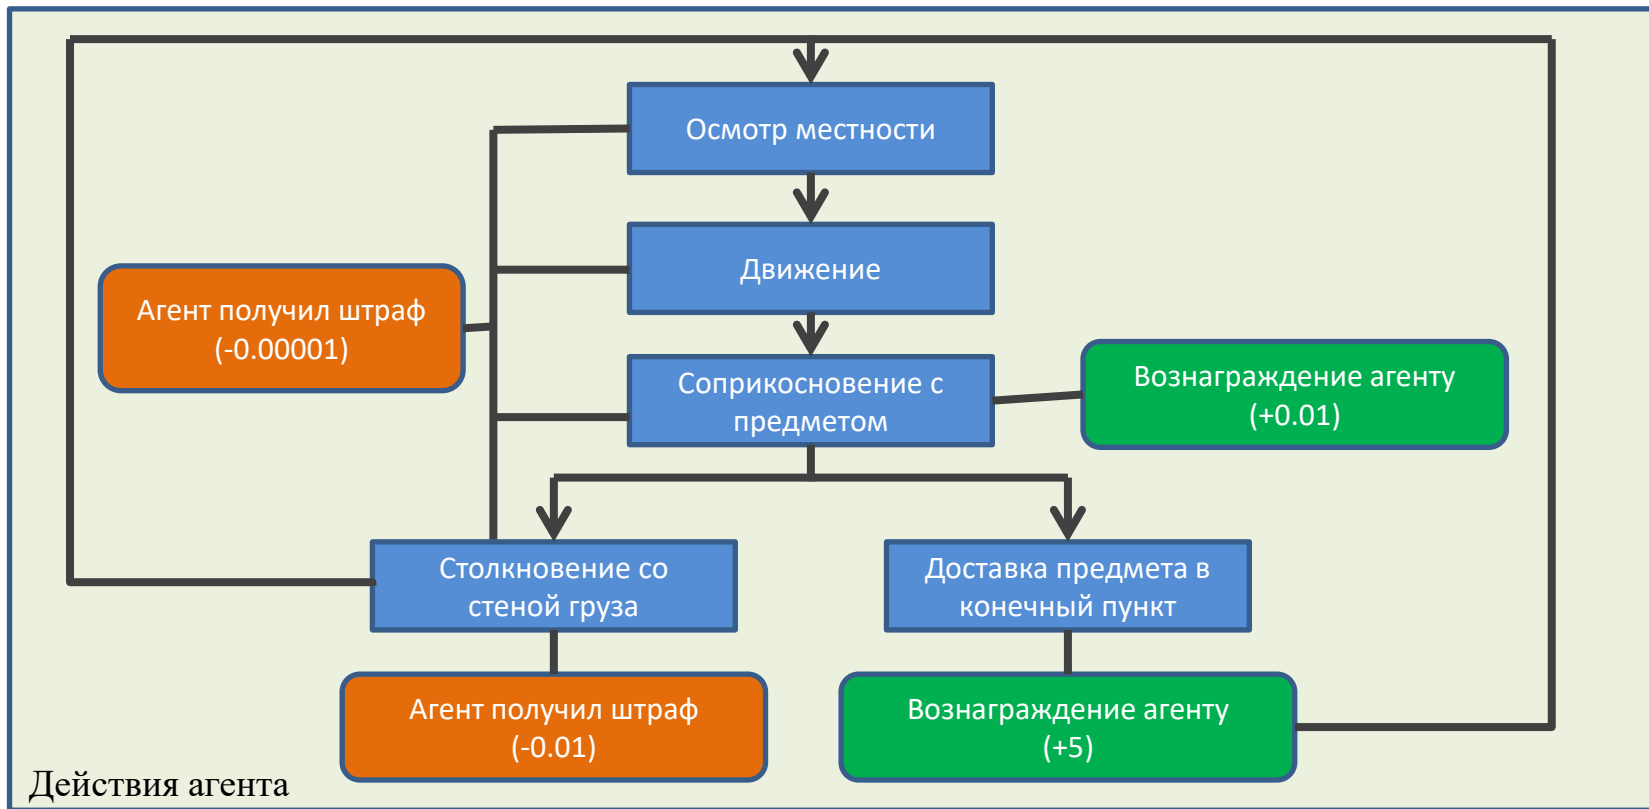 Осмотр местности
Движение
Агент получил штраф
(-0.00001)
Соприкосновение с
предметом
Вознаграждение агенту
(+0.01)
Столкновение со
стеной груза
Доставка предмета в
конечный пункт
Агент получил штраф
(-0.01)
Вознаграждение агенту
(+5)
Действия агента